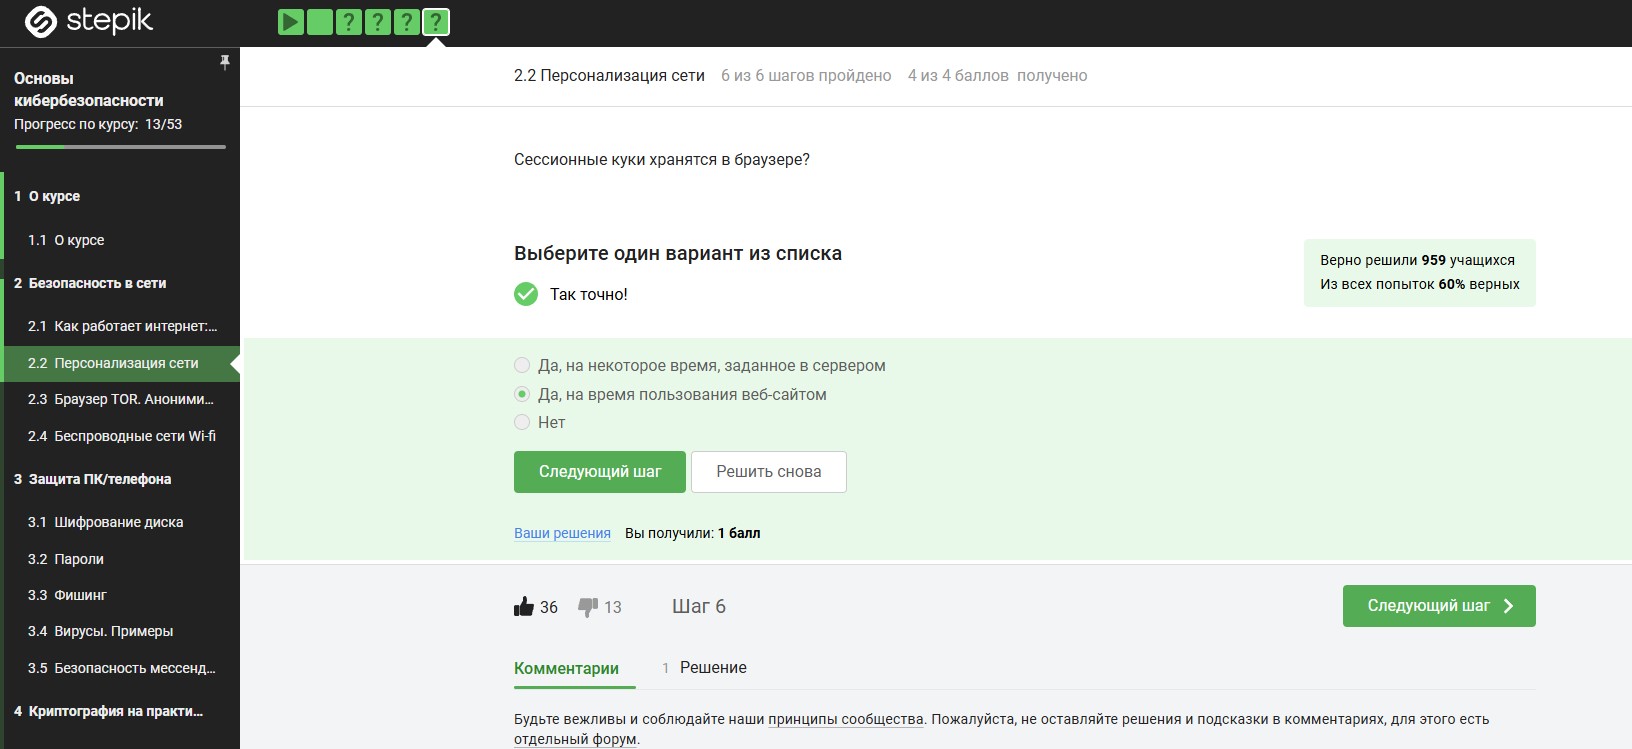 stepik
? ? ? ?
Основы
кибербезопасности
Прогресс по курсу: 13/53
1 О курсе
1.1 О курсе
2 Безопасность в сети
2.1 Как работает интернет:...
2.2 Персонализация сети
2.3 Браузер TOR. Аноними...
2.4 Беспроводные сети Wi-fi
3 Защита ПК/телефона
3.1 Шифрование диска
3.2 Пароли
3.3 Фишинг
3.4 Вирусы. Примеры
3.5 Безопасность мессенд...
4 Криптография на практи...
2.2 Персонализация сети 6 из 6 шагов пройдено 4 из 4 баллов получено
Сессионные куки хранятся в браузере?
Выберите один вариант из списка
Так точно!
Верно решили 959 учащихся
Из всех попыток 60% верных
Да, на некоторое время, заданное в сервером
Да, на время пользования веб-сайтом
Нет
Следующий шаг Решить снова
Ваши решения Вы получили: 1 балл
36 13 Шаг 6
Следующий шаг
Комментарии 1 Решение
Будьте вежливы и соблюдайте наши принципы сообщества. Пожалуйста, не оставляйте решения и подсказки в комментариях, для этого есть
отдельный форум.